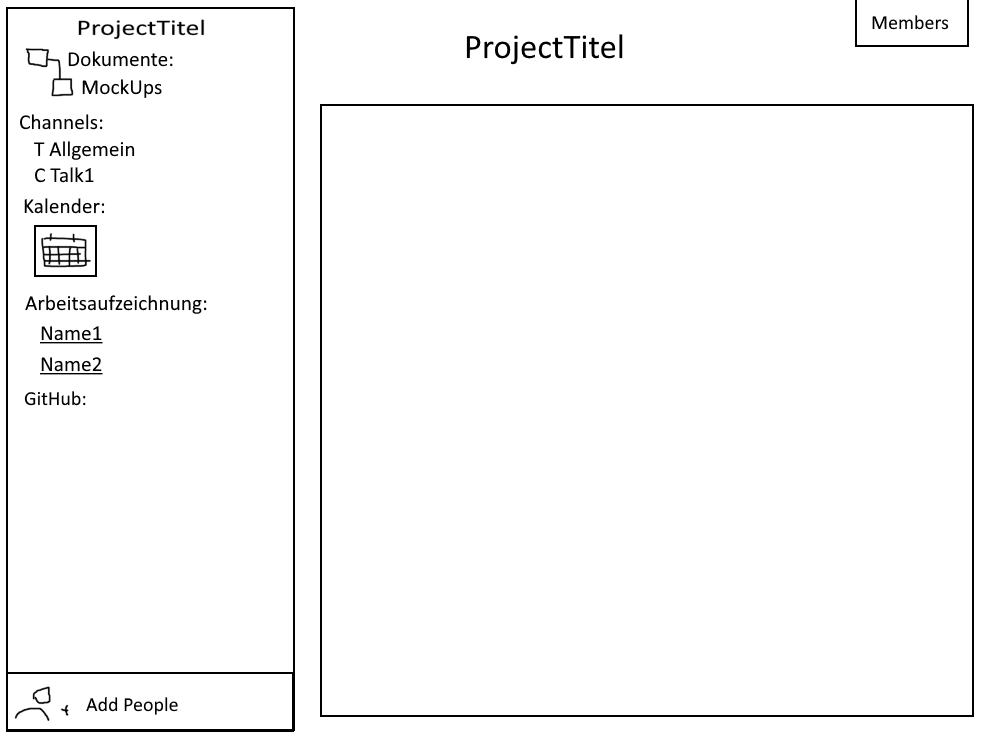 ProjectTitel
Dokumente:
MockUps
Channels:
T Allgemein
C Talk1
Kalender:
Arbeitsaufzeichnung:
Name1
Name2
GitHub:
Add People
ProjectTitel
Members